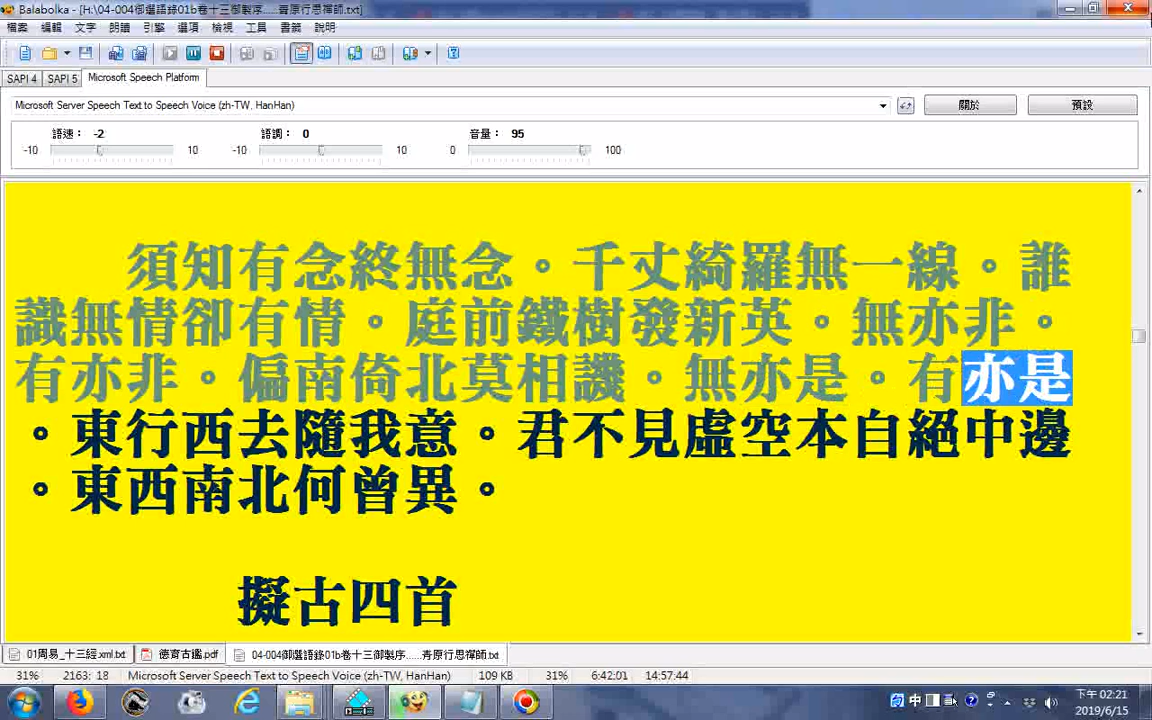 Balabolka - [H:\04-004御選語錄01b卷十三御製序......靑原行思禪師.txt]
檔案 編輯 文字 朗讀 引擎 選項 檢視 工具 書籤 說明
SAPI 4 SAPI 5 Microsoft Speech Platform
Microsoft Server Speech Text to Speech Voice (zh-TW, HanHan) 關於 預設
語速： -2 語調： 0 音量： 95
-10 10 -10 10 0 100
須知有念終無念。千丈綺羅無一線。誰
識無情卻有情。庭前鐵樹發新英。無亦非。
有亦非。偏南倚北莫相譏。無亦是。有亦是
。東行西去隨我意。君不見虛空本自絕中邊
。東西南北何曾異。
擬古四首
01周易_十三經.xml.txt 德育古鑑.pdf 04-004御選語錄01b卷十三御製序......靑原行思禪師.txt
31% 2163: 18 Microsoft Server Speech Text to Speech Voice (zh-TW, HanHan) 109 KB 31% 6:42:01 14:57:44
中 下午 02:21
2019/6/15